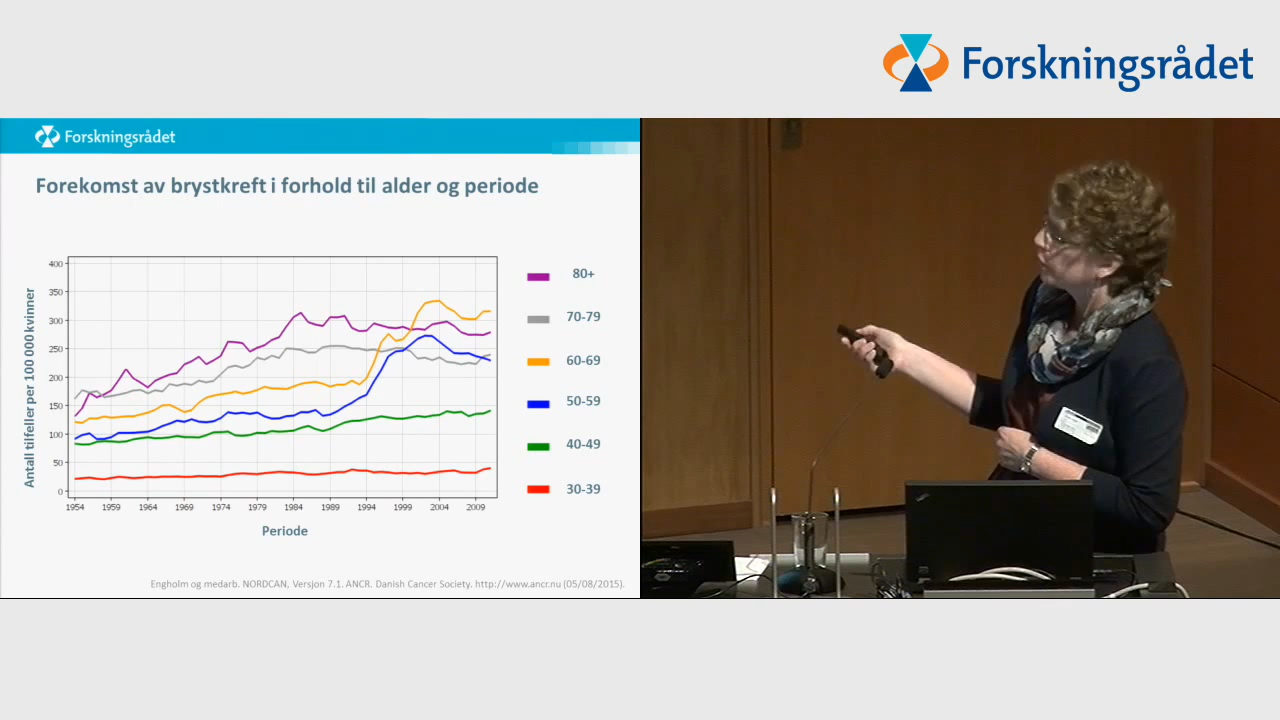 Forskningsrådet
Forskningsrådet
Forekomst av brystkreft i forhold til alder og periode
Antall tilfeller per 100 000 kvinner
400
350
300
250
200
150
100
50
0
1954 1959 1964 1969 1974 1979 1984 1989 1994 1999 2004 2009
Periode
80+
70-79
60-69
50-59
40-49
30-39
Engholm og medarb. NORDCAN, Versjon 7.1. ANCR. Danish Cancer Society. http://www.ancr.nu (05/08/2015).